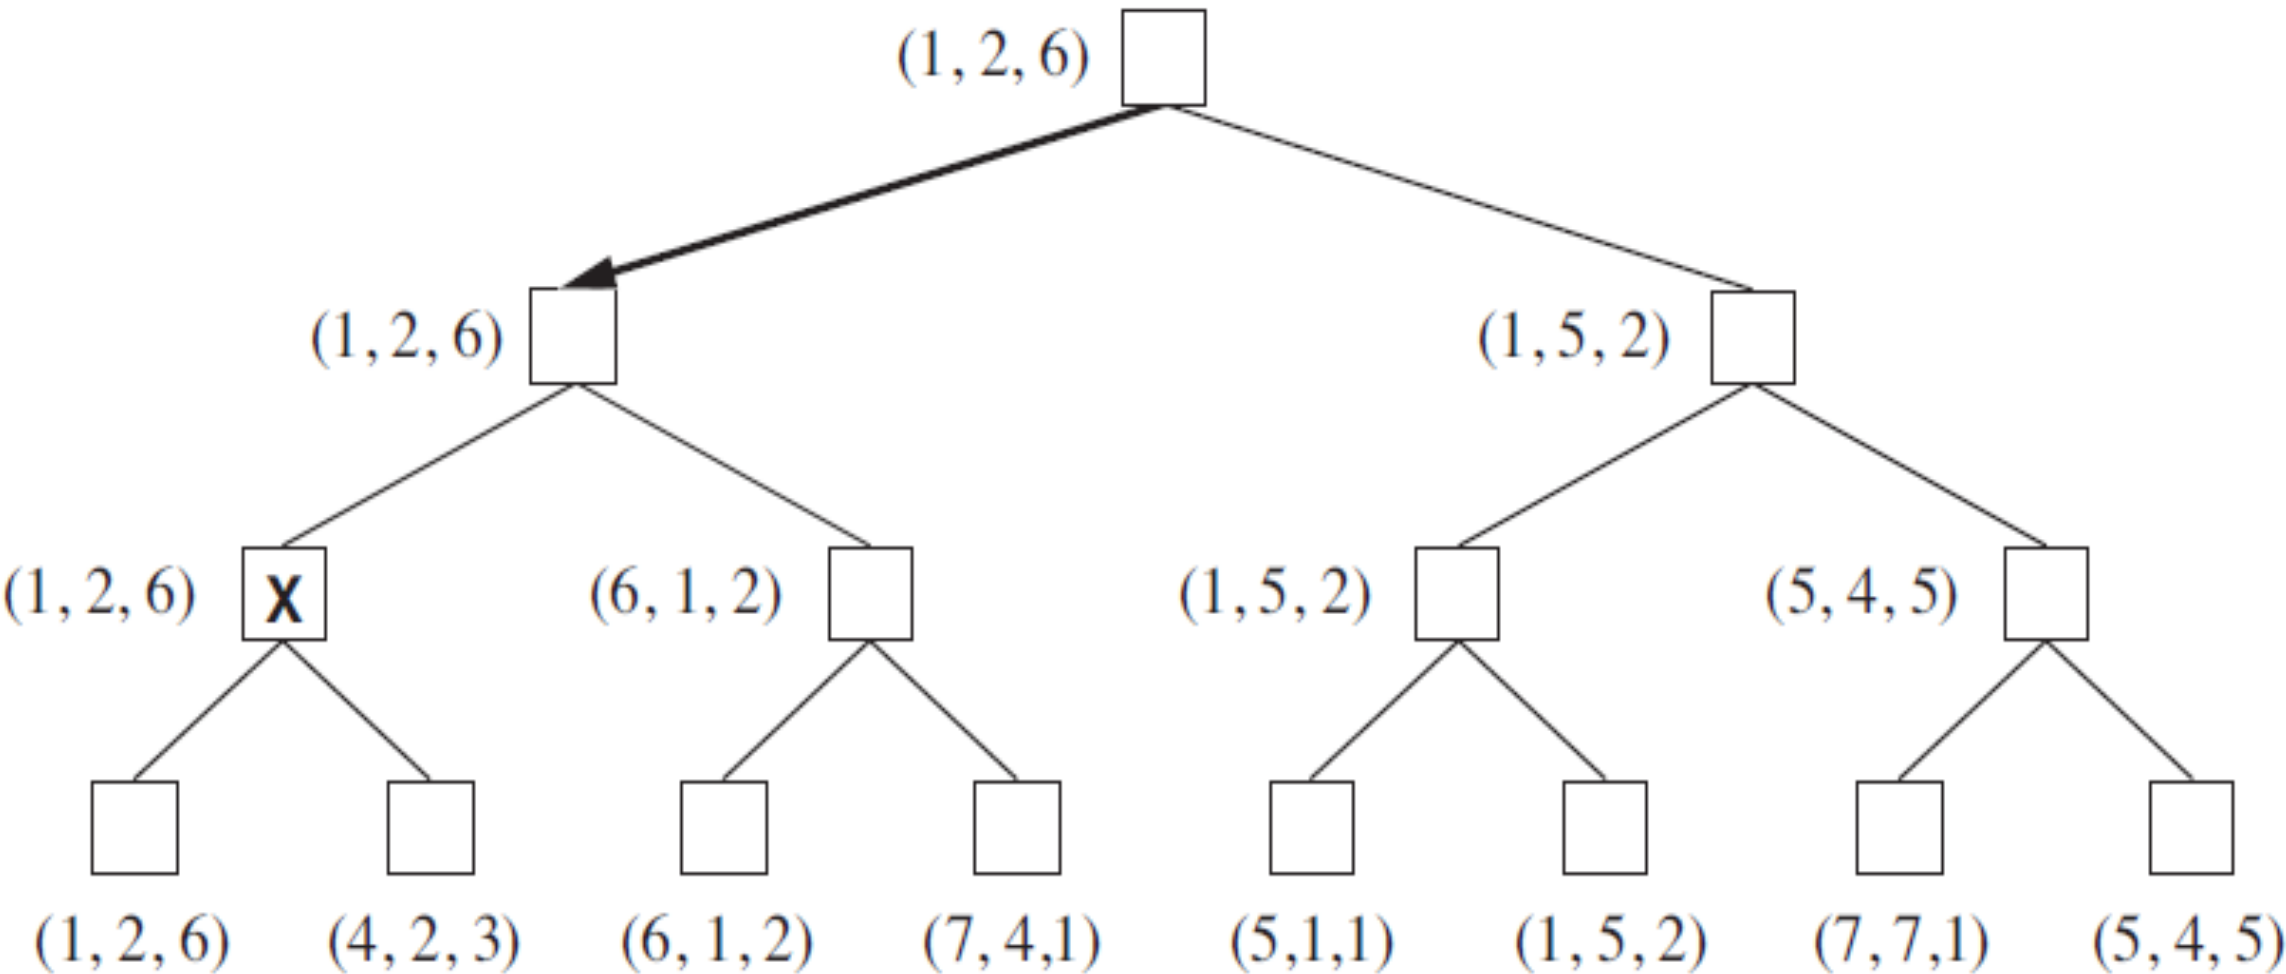 (1, 2, 6)
(1, 2, 6) (1, 5, 2)
(1, 2, 6) X (6, 1, 2) (1, 5, 2) (5, 4, 5)
(1, 2, 6) (4, 2, 3) (6, 1, 2) (7, 4,1) (5,1,1) (1, 5, 2) (7, 7,1) (5, 4, 5)